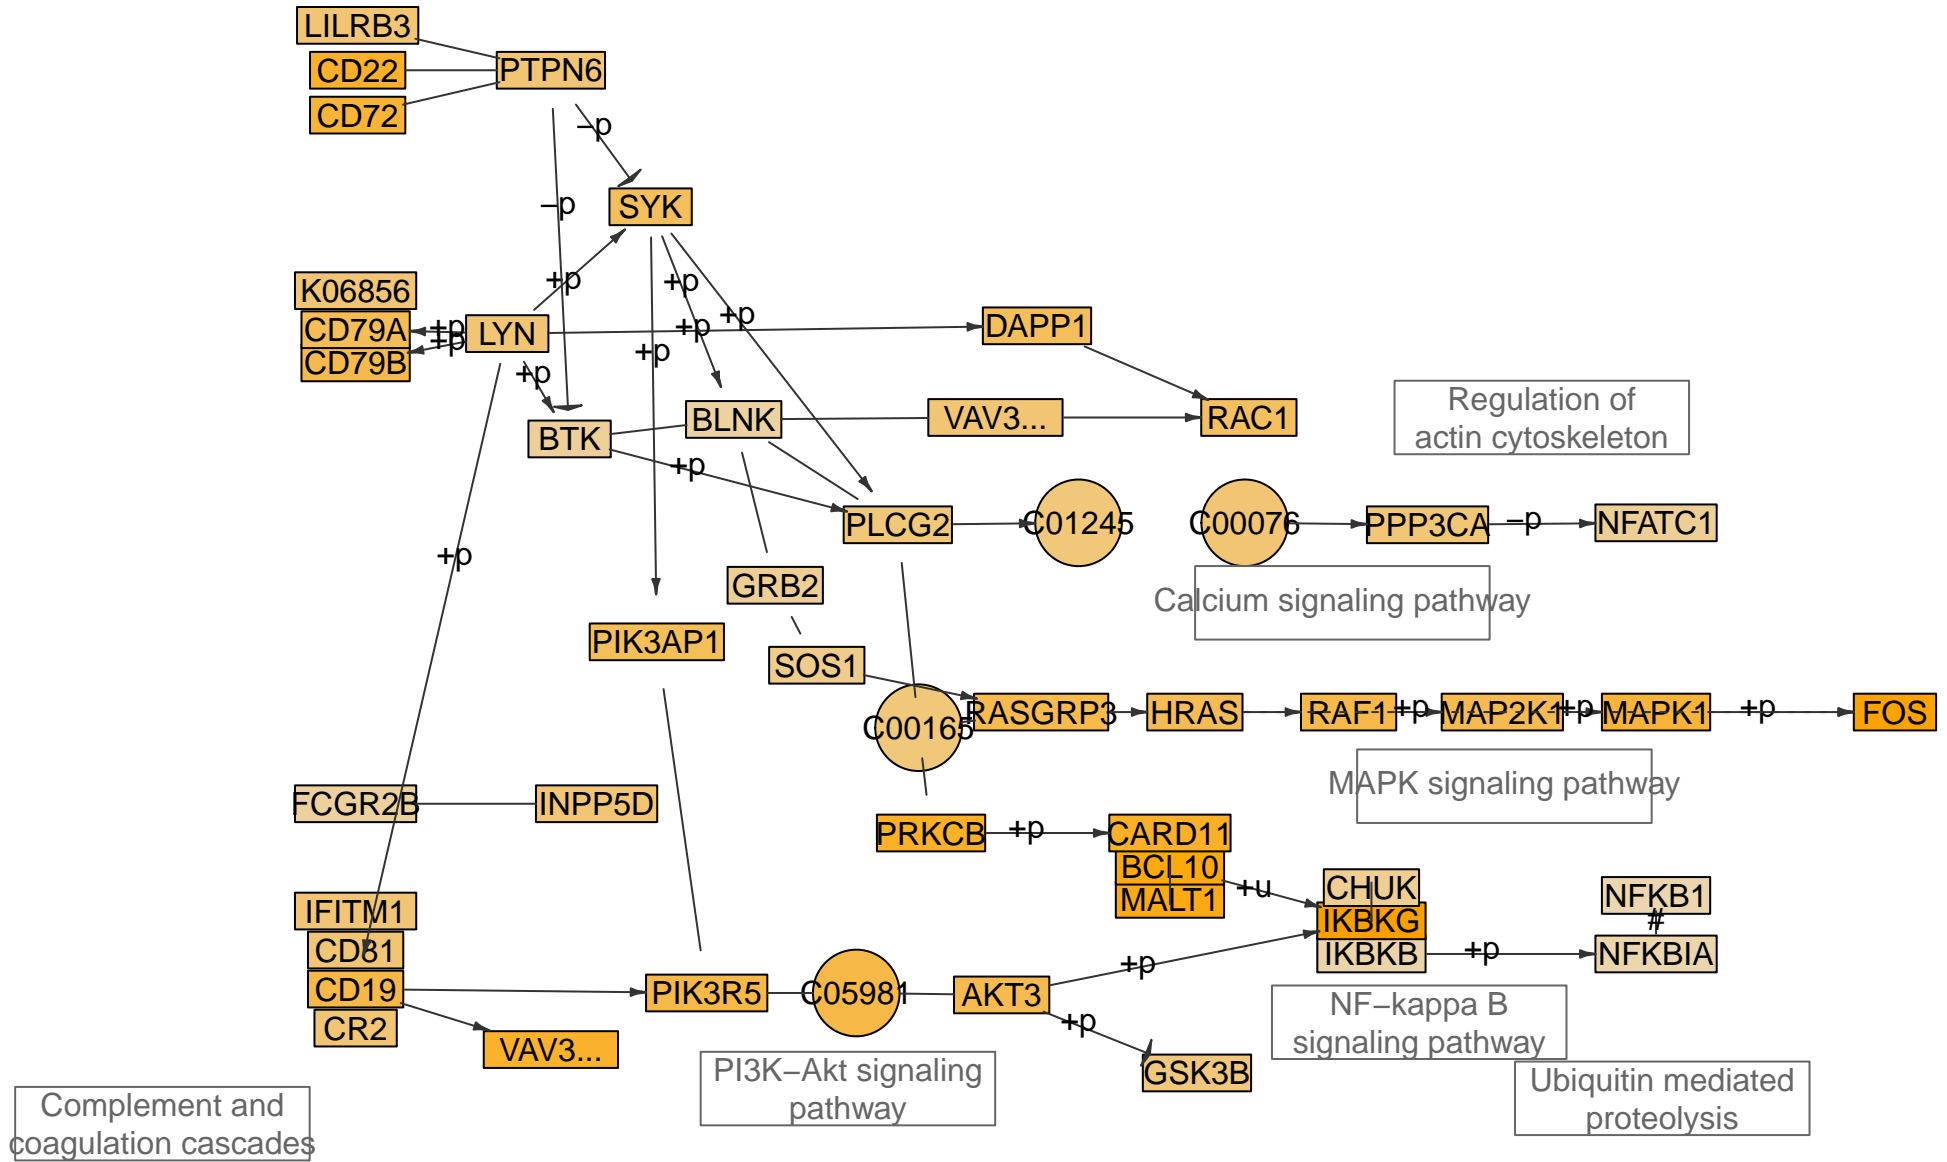 LILRB3
CD22
PTPN6
CD72
–p
–p
SYK
+p
+p
K06856
CD79A
+p
LYN
+p
+p
DAPP1
CD79B
+p
+p
+p
BTK
BLNK
VAV3...
RAC1
Regulation of
actin cytoskeleton
+p
+p
PLCG2
C01245
C00076
PPP3CA
–p
NFATC1
GRB2
Calcium signaling pathway
PIK3AP1
SOS1
C00165
RASGRP3
HRAS
RAF1
+p
MAP2K1
+p
MAPK1
+p
FOS
MAPK signaling pathway
FCGR2B
INPP5D
PRKCB
+p
CARD11
BCL10
MALT1
+u
CHUK
IKBKG
IKBKB
+p
NFKB1
#
NFKBIA
IFITM1
CD81
CD19
CR2
PIK3R5
C05981
AKT3
+p
+p
VAV3...
GSK3B
NF–kappa B
signaling pathway
PI3K–Akt signaling
pathway
Ubiquitin mediated
proteolysis
Complement and
coagulation cascades